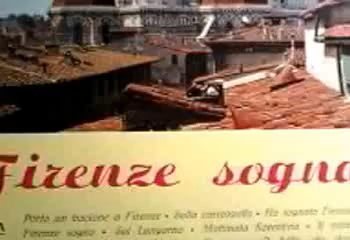 Firenze sogna
Porta un bacione a Firenze • Sulla carrozzella • Ho sognato Firenze
Firenze sogna • Sul Lungarno • Mattinata fiorentina • È